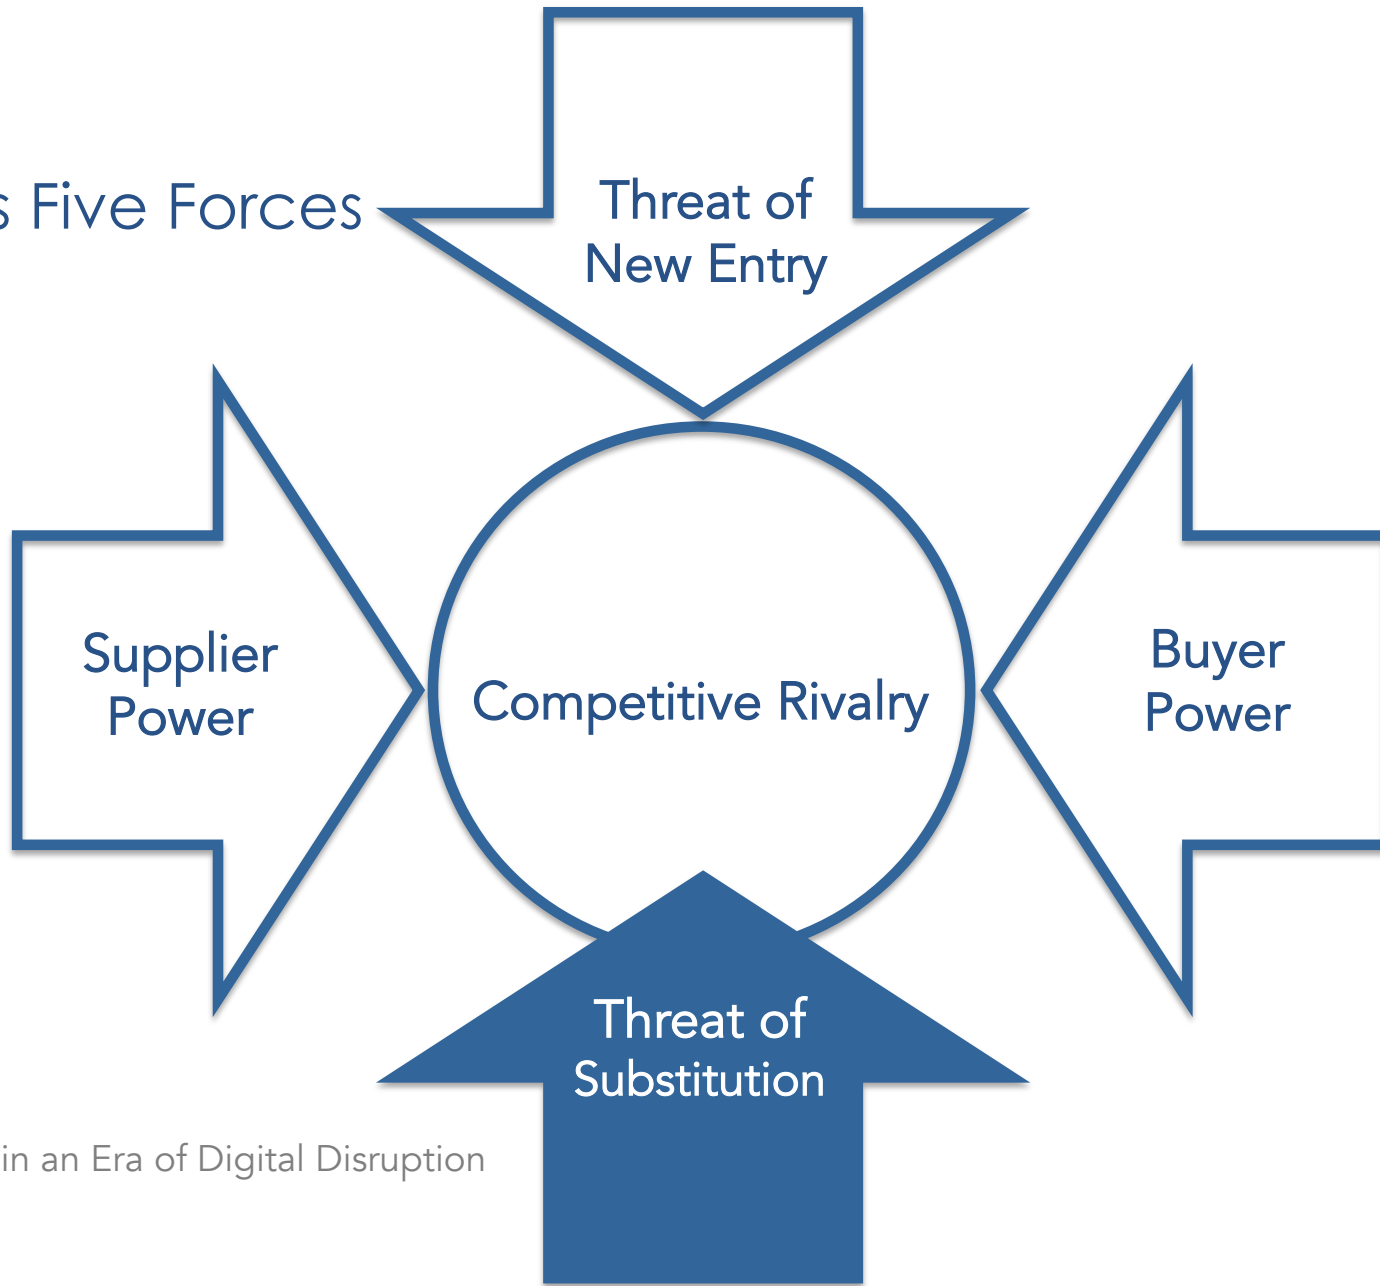 s Five Forces
Threat of
New Entry
Supplier
Power
Competitive Rivalry
Buyer
Power
Threat of
Substitution
in an Era of Digital Disruption